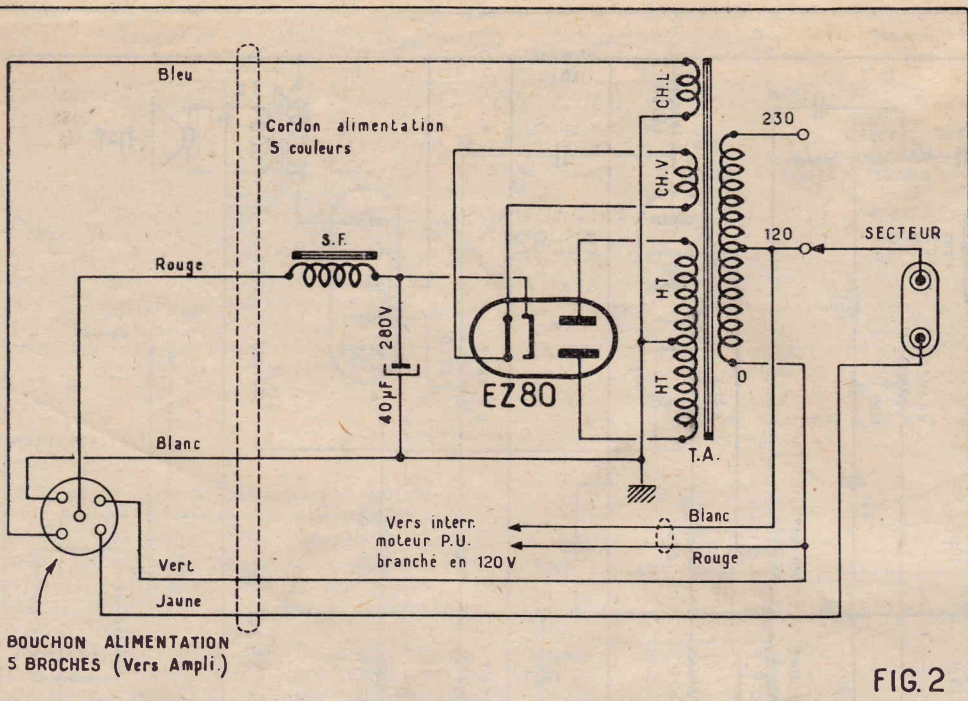 Bleu
Cordon alimentation
5 couleurs
S.F.
Rouge
40µF 280V
EZ80
CH.L.
CH.V
HT
HT
T.A.
230
120
0
SECTEUR
Blanc
Vers interr.
moteur P.U.
branché en 120V
Blanc
Rouge
Vert
Jaune
BOUCHON ALIMENTATION
5 BROCHES (Vers Ampli.)
FIG. 2